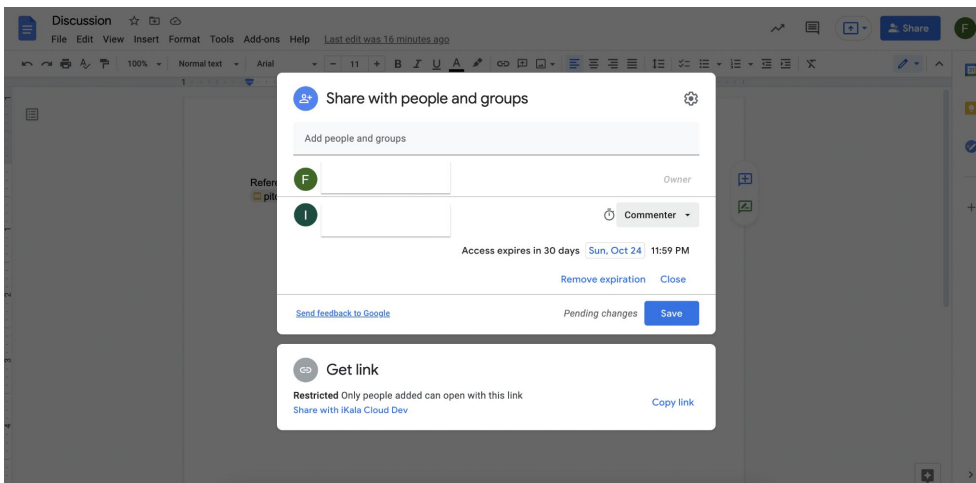 Discussion
File Edit View Insert Format Tools Add-ons Help Last edit was 16 minutes ago
Share
F
100% Normal text Arial 11 B I U A
1
Share with people and groups
Add people and groups
F Owner
I Commenter
Access expires in 30 days Sun, Oct 24 11:59 PM
Remove expiration Close
Send feedback to Google Pending changes Save
Get link
Restricted Only people added can open with this link
Share with iKala Cloud Dev
Copy link
Refere
pito